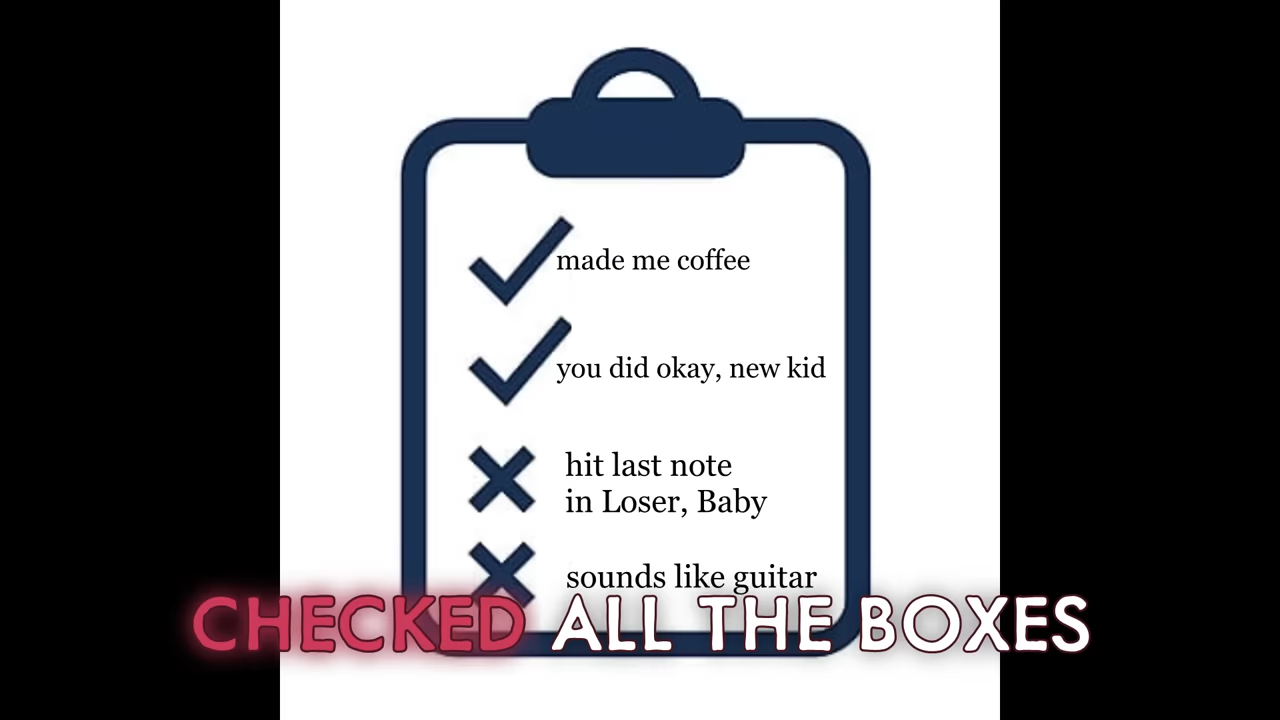 made me coffee
you did okay, new kid
hit last note
in Loser, Baby
sounds like guitar
CHECKED ALL THE BOXES